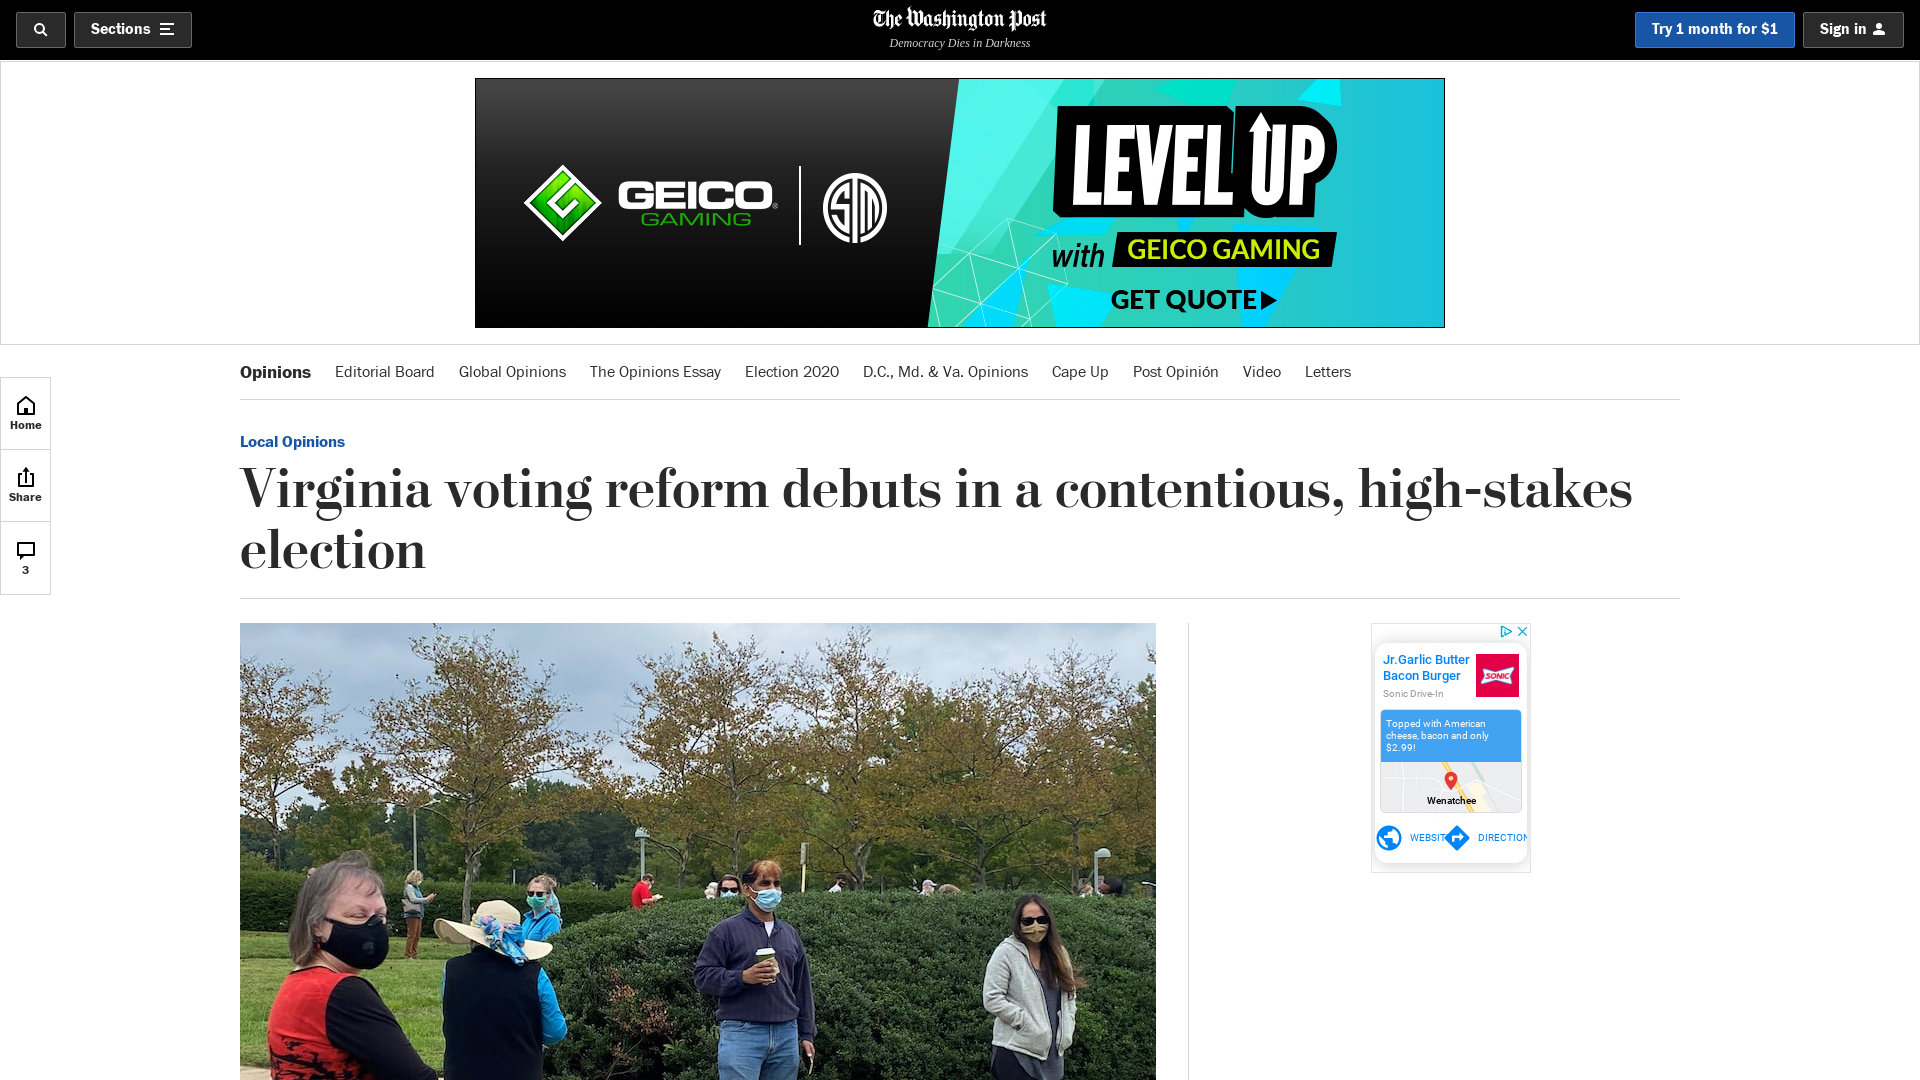 Sections
The Washington Post
Democracy Dies in Darkness
Try 1 month for $1
Sign in
GEICO®
GAMING
TSM
LEVEL UP
with GEICO GAMING
GET QUOTE
Opinions Editorial Board Global Opinions The Opinions Essay Election 2020 D.C., Md. & Va. Opinions Cape Up Post Opinión Video Letters
Home
Share
3
Local Opinions
Virginia voting reform debuts in a contentious, high-stakes
election
Jr.Garlic Butter
Bacon Burger
Sonic Drive-In
SONIC
Topped with American
cheese, bacon and only
$2.99!
Wenatchee
WEBSIT
DIRECTION